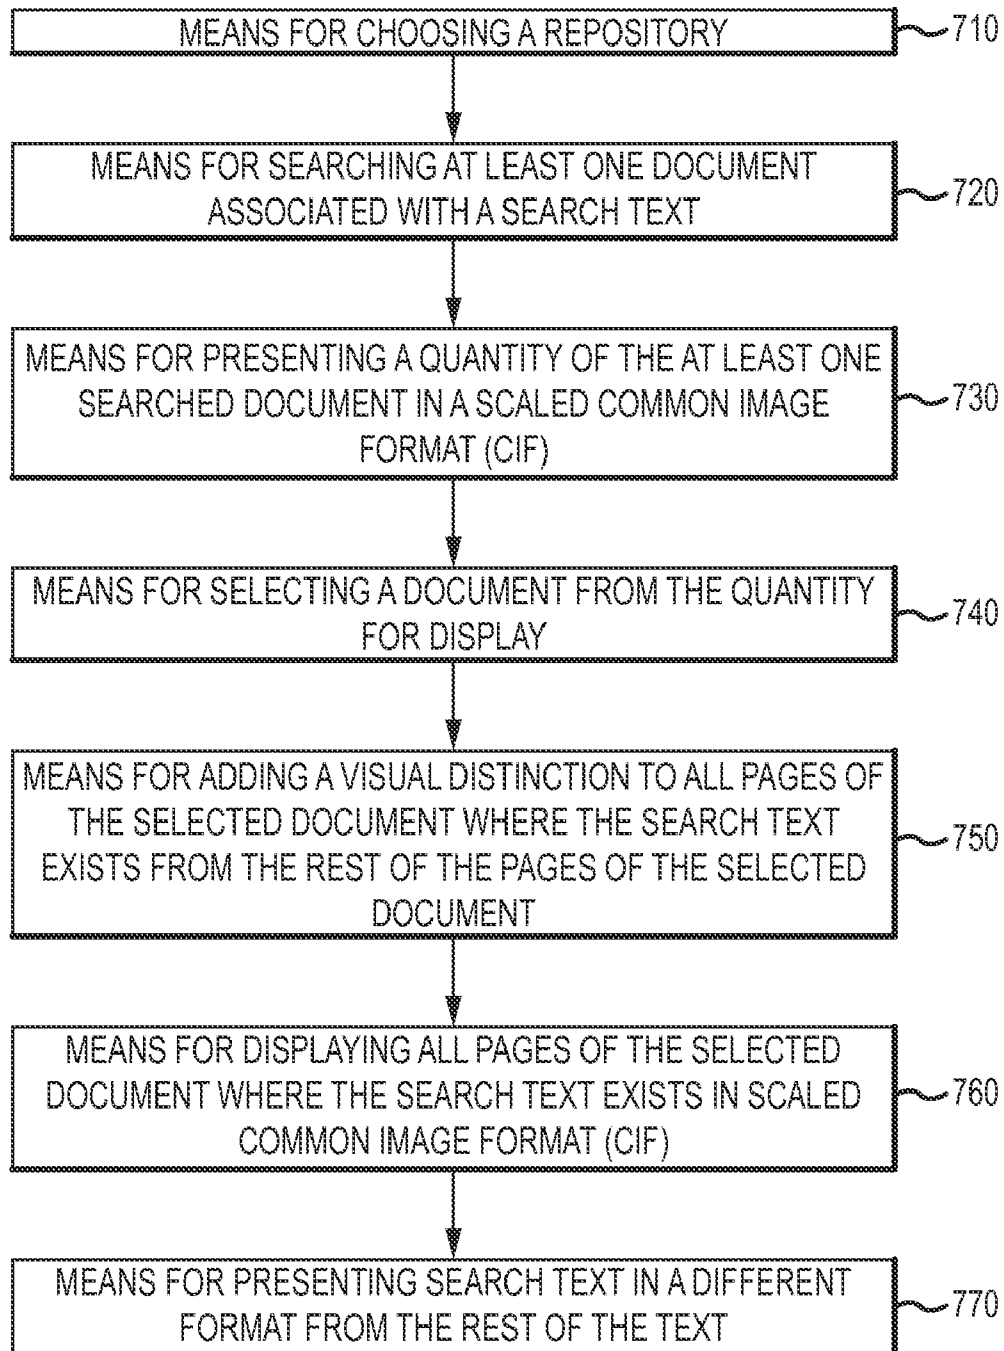 MEANS FOR CHOOSING A REPOSITORY
710
MEANS FOR SEARCHING AT LEAST ONE DOCUMENT
ASSOCIATED WITH A SEARCH TEXT
720
MEANS FOR PRESENTING A QUANTITY OF THE AT LEAST ONE
SEARCHED DOCUMENT IN A SCALED COMMON IMAGE
FORMAT (CIF)
730
MEANS FOR SELECTING A DOCUMENT FROM THE QUANTITY
FOR DISPLAY
740
MEANS FOR ADDING A VISUAL DISTINCTION TO ALL PAGES OF
THE SELECTED DOCUMENT WHERE THE SEARCH TEXT
EXISTS FROM THE REST OF THE PAGES OF THE SELECTED
DOCUMENT
750
MEANS FOR DISPLAYING ALL PAGES OF THE SELECTED
DOCUMENT WHERE THE SEARCH TEXT EXISTS IN SCALED
COMMON IMAGE FORMAT (CIF)
760
MEANS FOR PRESENTING SEARCH TEXT IN A DIFFERENT
FORMAT FROM THE REST OF THE TEXT
770